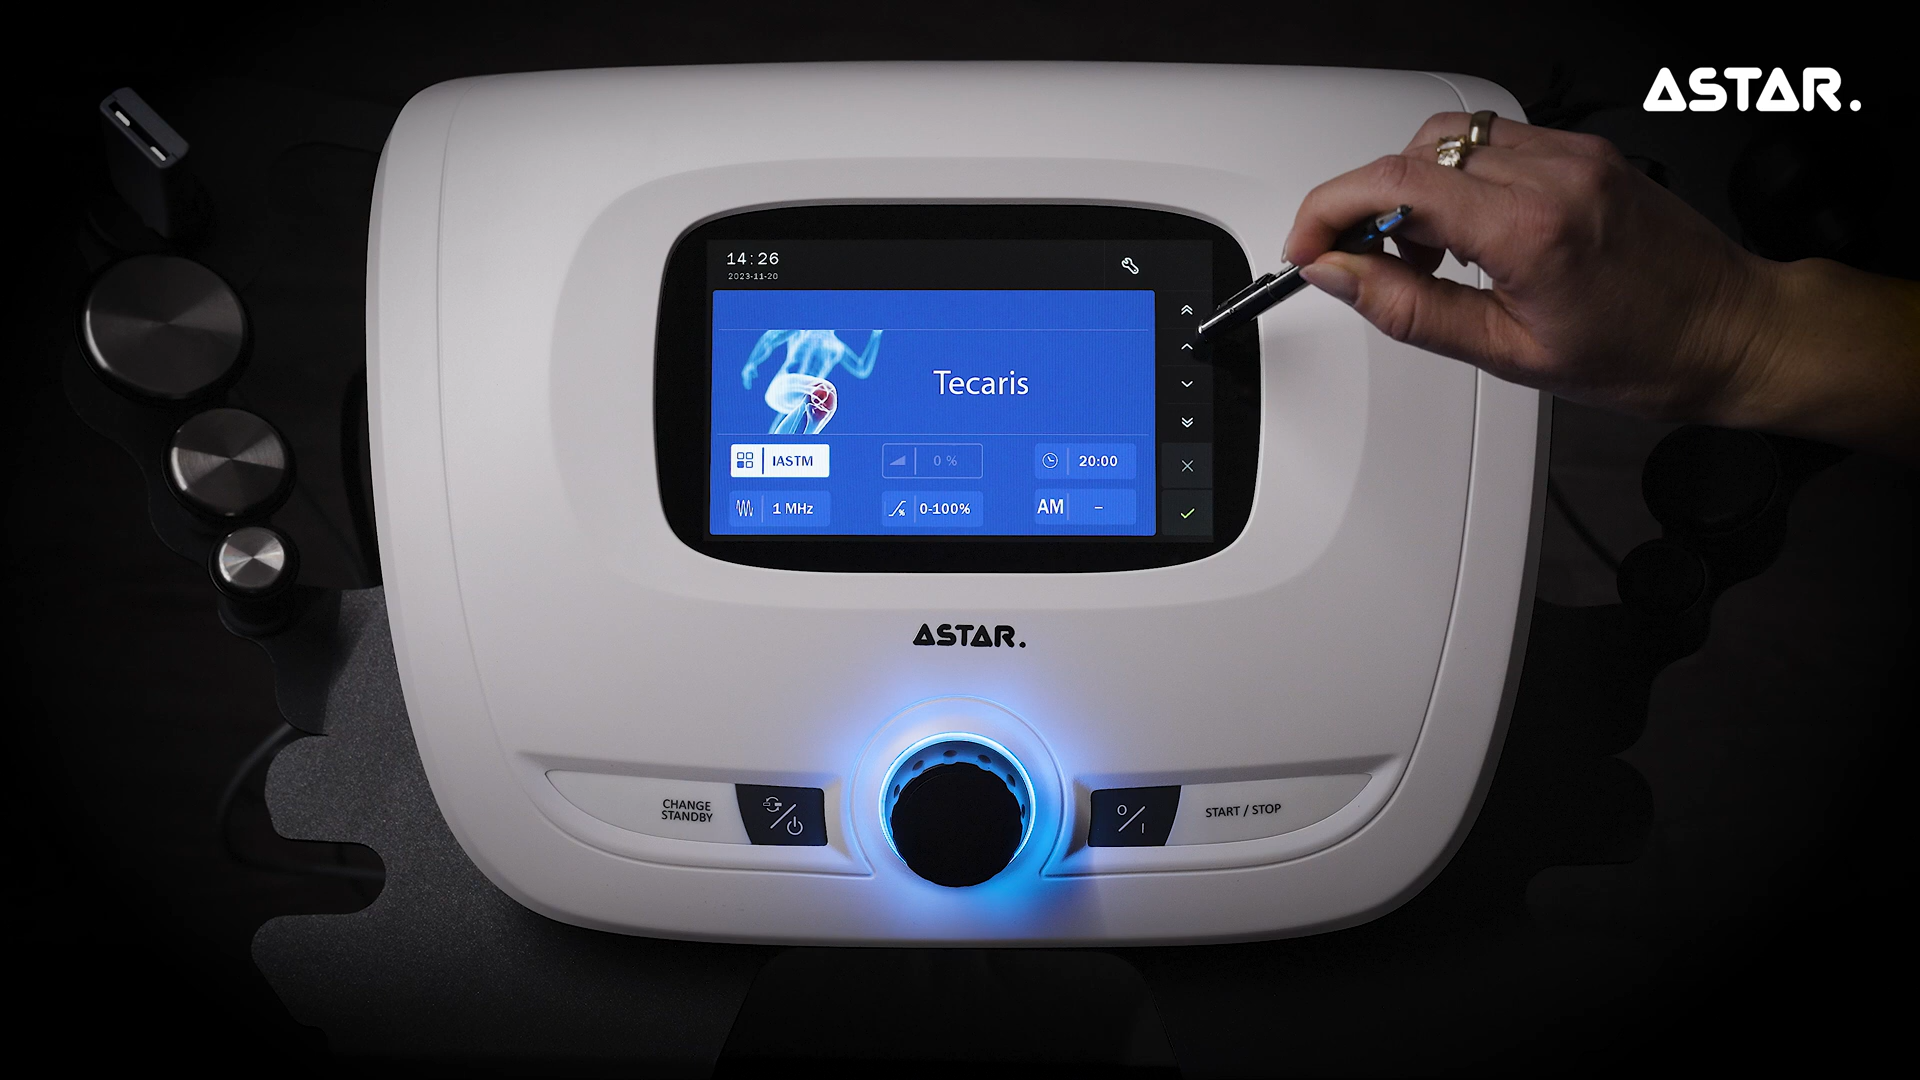 ASTAR.
14:26
2023-11-20
Tecaris
IASTM
0 %
20:00
1 MHz
0-100%
AM –
ASTAR.
CHANGE
STANDBY
START / STOP